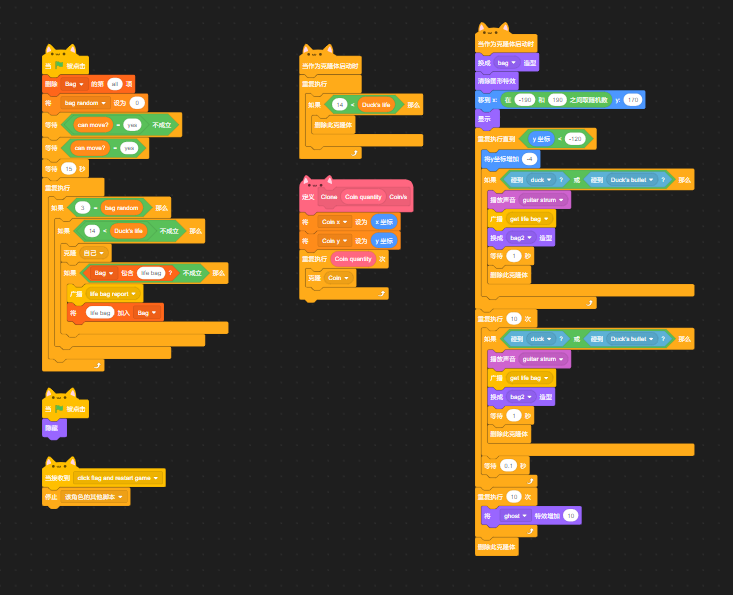 当 被点击
删除 Bag 的第 all 项
将 bag random 设为 0
等待 can move? = yes 不成立
等待 can move? = yes
等待 15 秒
重复执行
如果 3 = bag random 那么
如果 14 < Duck's life 不成立 那么
克隆 自己
如果 Bag 包含 life bag ? 不成立 那么
广播 life bag report
将 life bag 加入 Bag
当 被点击
隐藏
当接收到 click flag and restart game
停止 该角色的其他脚本
当作为克隆体启动时
重复执行
如果 14 < Duck's life 那么
删除此克隆体
定义 Clone Coin quantity Coin/s
将 Coin x 设为 x 坐标
将 Coin y 设为 y 坐标
重复执行 Coin quantity 次
克隆 Coin
当作为克隆体启动时
换成 bag 造型
清除图形特效
移到 x: 在 -190 和 190 之间取随机数 y: 170
显示
重复执行直到 y 坐标 < -120
将y坐标增加 -4
如果 碰到 duck ? 或 碰到 Duck's bullet ? 那么
播放声音 guitar strum
广播 get life bag
换成 bag2 造型
等待 1 秒
删除此克隆体
重复执行 10 次
如果 碰到 duck ? 或 碰到 Duck's bullet ? 那么
播放声音 guitar strum
广播 get life bag
换成 bag2 造型
等待 1 秒
删除此克隆体
等待 0.1 秒
重复执行 10 次
将 ghost 特效增加 10
删除此克隆体